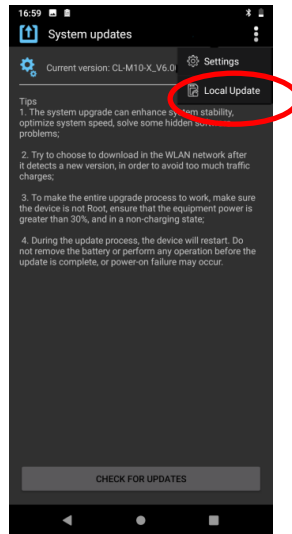 16:59
System updates
Settings
Current version: CL-M10-X_V6.0
Local Update
Tips
1. The system upgrade can enhance system stability,
optimize system speed, solve some hidden software
problems;
2. Try to choose to download in the WLAN network after
it detects a new version, in order to avoid too much traffic
charges;
3. To make the entire upgrade process to work, make sure
the device is not Root, ensure that the equipment power is
greater than 30%, and in a non-charging state;
4. During the update process, the device will restart. Do
not remove the battery or perform any operation before the
update is complete, or power-on failure may occur.
CHECK FOR UPDATES